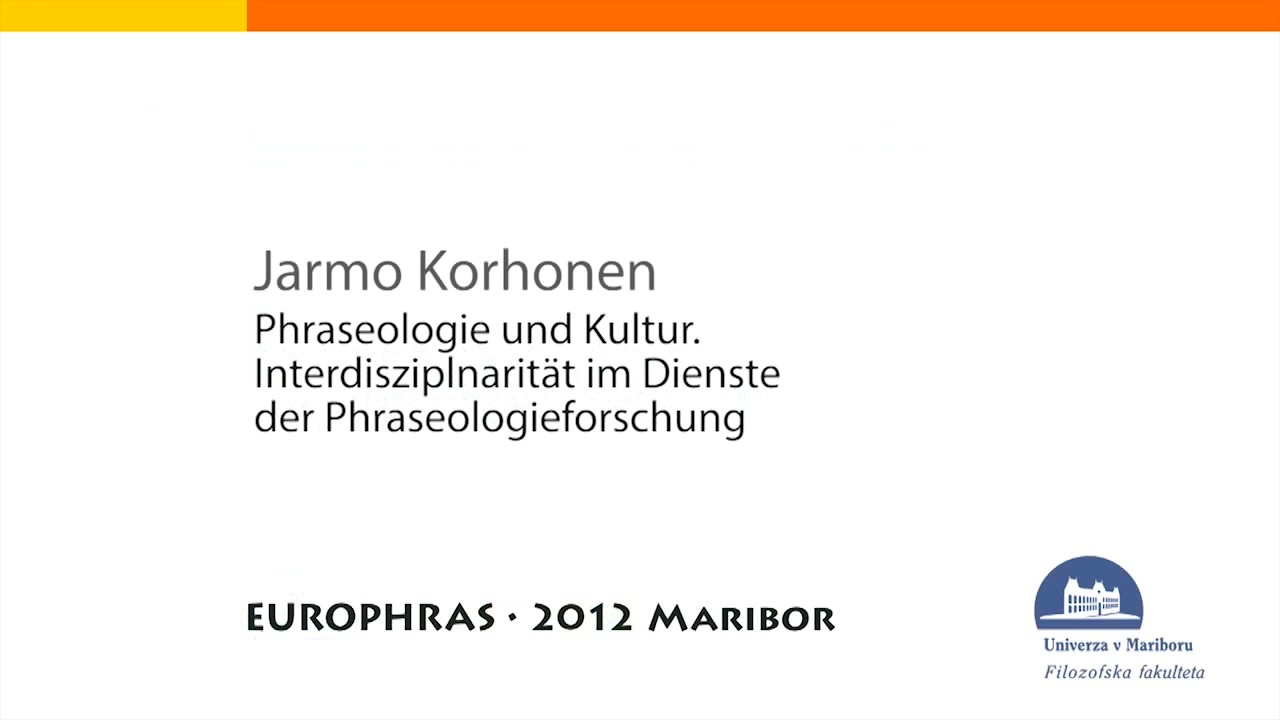 Jarmo Korhonen
Phraseologie und Kultur.
Interdisziplnarität im Dienste
der Phraseologieforschung
EUROPHRAS · 2012 MARIBOR
Univerza v Mariboru
Filozofska fakulteta